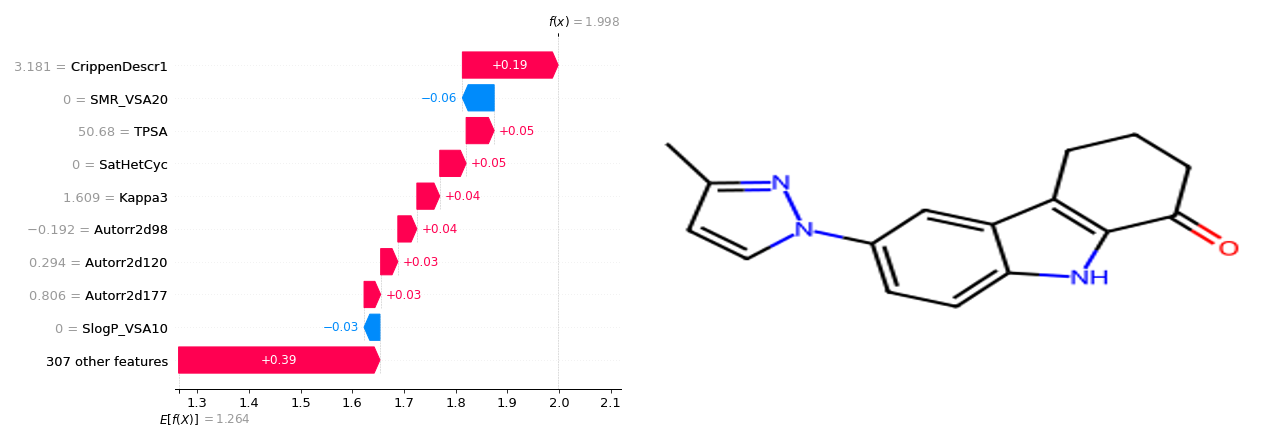 f(x) = 1.998
3.181 = CrippenDescr1 +0.19
0 = SMR_VSA20 −0.06
50.68 = TPSA +0.05
0 = SatHetCyc +0.05
1.609 = Kappa3 +0.04
−0.192 = Autorr2d98 +0.04
0.294 = Autorr2d120 +0.03
0.806 = Autorr2d177 +0.03
0 = SlogP_VSA10 −0.03
307 other features +0.39
1.3 1.4 1.5 1.6 1.7 1.8 1.9 2.0 2.1
E[f(X)] = 1.264
N
N
NH
O